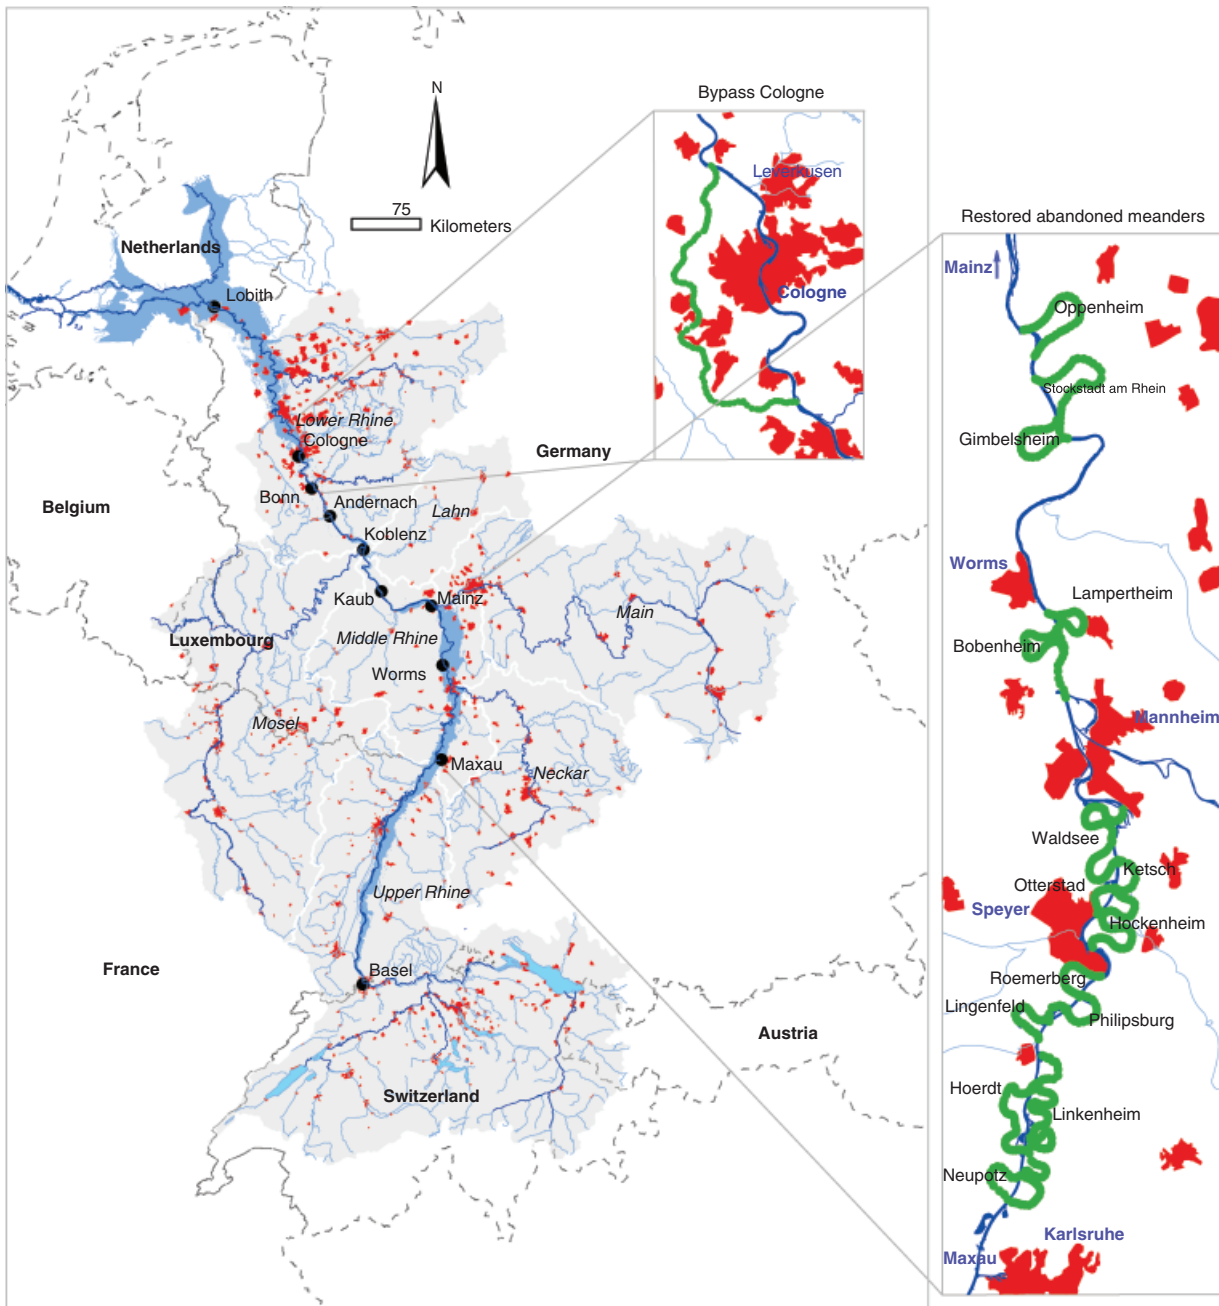 N
75
Kilometers
Netherlands
Lobith
Lower Rhine
Cologne
Germany
Belgium
Bonn
Andernach
Lahn
Koblenz
Kaub
Mainz
Main
Luxembourg
Middle Rhine
Worms
Mosel
Maxau
Neckar
Upper Rhine
France
Basel
Austria
Switzerland
Bypass Cologne
Leverkusen
Cologne
Restored abandoned meanders
Mainz
Oppenheim
Stockstadt am Rhein
Gimbelsheim
Worms
Lampertheim
Bobenheim
Mannheim
Waldsee
Ketsch
Otterstad
Speyer
Hockenheim
Roemerberg
Lingenfeld
Philipsburg
Hoerdt
Linkenheim
Neupotz
Karlsruhe
Maxau